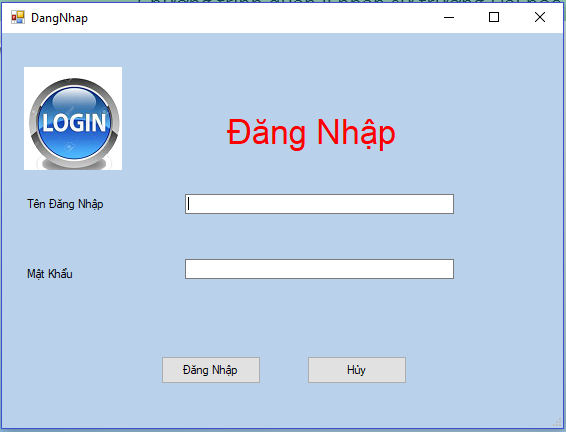 DangNhap
LOGIN
Đăng Nhập
Tên Đăng Nhập
Mật Khẩu
Đăng Nhập
Hủy